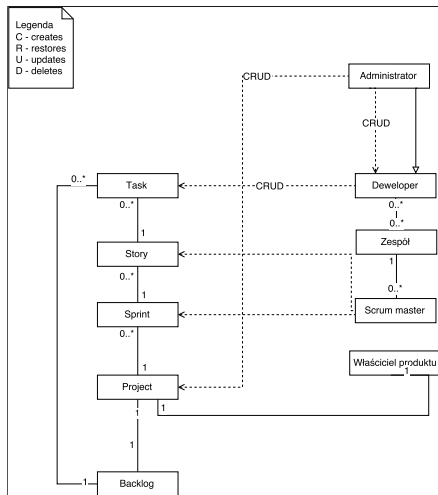 Legenda
C - creates
R - restores
U - updates
D - deletes
Administrator
CRUD
CRUD
0..*
Task
CRUD
Deweloper
0..*
0..*
0..*
1
Zespół
Story
1
0..*
1
0..*
Sprint
Scrum master
0..*
1
Właściciel produktu
1
Project
1
1
1
1
Backlog